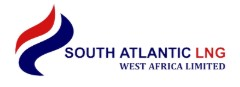 SOUTH ATLANTIC LNG
WEST AFRICA LIMITED